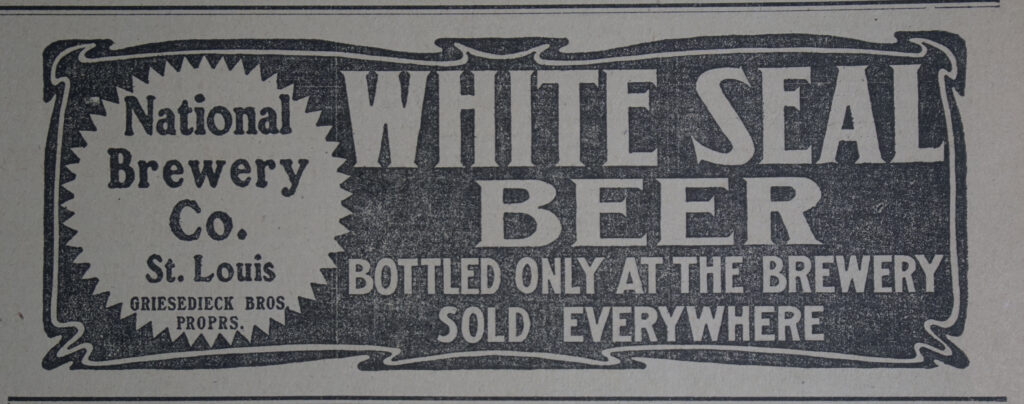 National
Brewery
Co.
St. Louis
GRIESEDIECK BROS.
PROPRS.
WHITE SEAL
BEER
BOTTLED ONLY AT THE BREWERY
SOLD EVERYWHERE